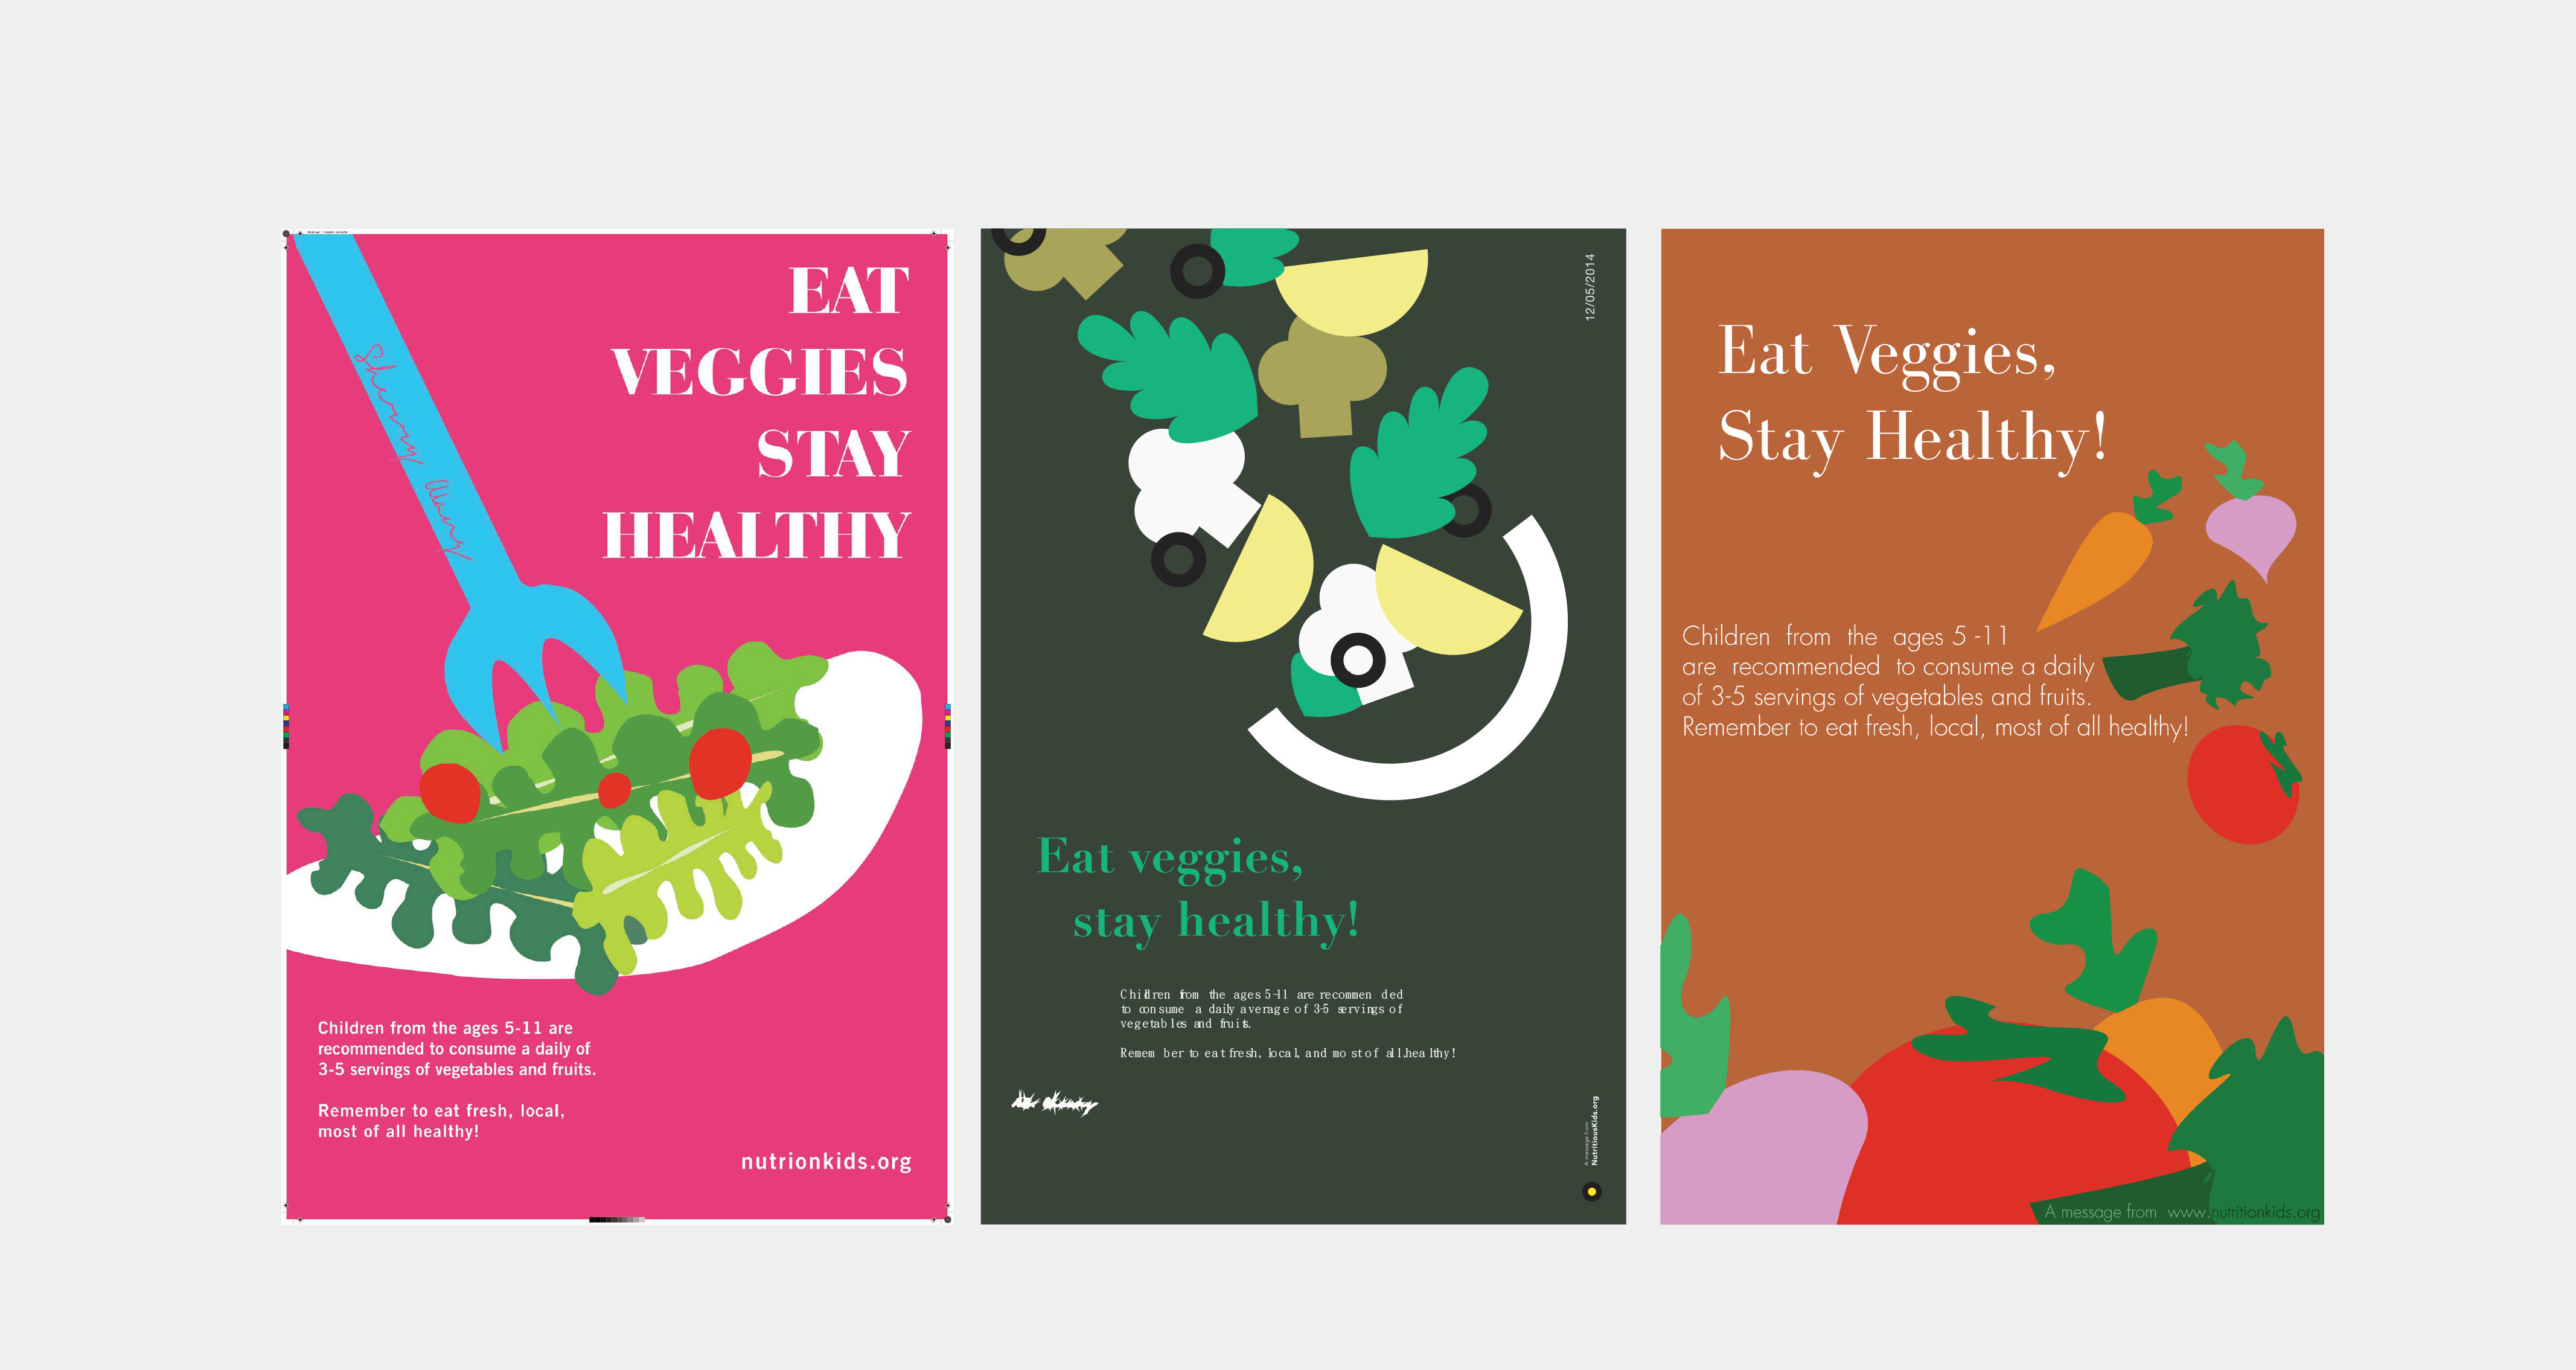 EAT
VEGGIES
STAY
HEALTHY
Sherry
Children from the ages 5-11 are
recommended to consume a daily of
3-5 servings of vegetables and fruits.
Remember to eat fresh, local,
most of all healthy!
nutrionkids.org
12/05/2014
Eat veggies,
stay healthy!
Children from the ages 5-11 are recommended
to consume a daily average of 3-5 servings of
vegetables and fruits.
Remember to eat fresh, local, and most of all,healthy!
A message from
NutritiousKids.org
Eat Veggies,
Stay Healthy!
Children from the ages 5 -11
are recommended to consume a daily
of 3-5 servings of vegetables and fruits.
Remember to eat fresh, local, most of all healthy!
A message from www.nutritionkids.org